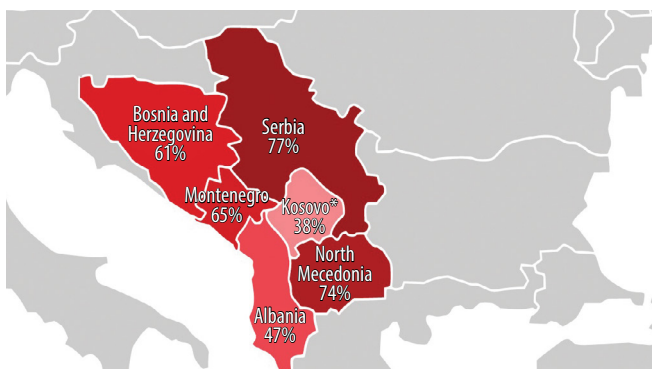 Bosnia and
Herzegovina
61%
Serbia
77%
Montenegro
65%
Kosovo*
38%
North
Mecedonia
74%
Albania
47%